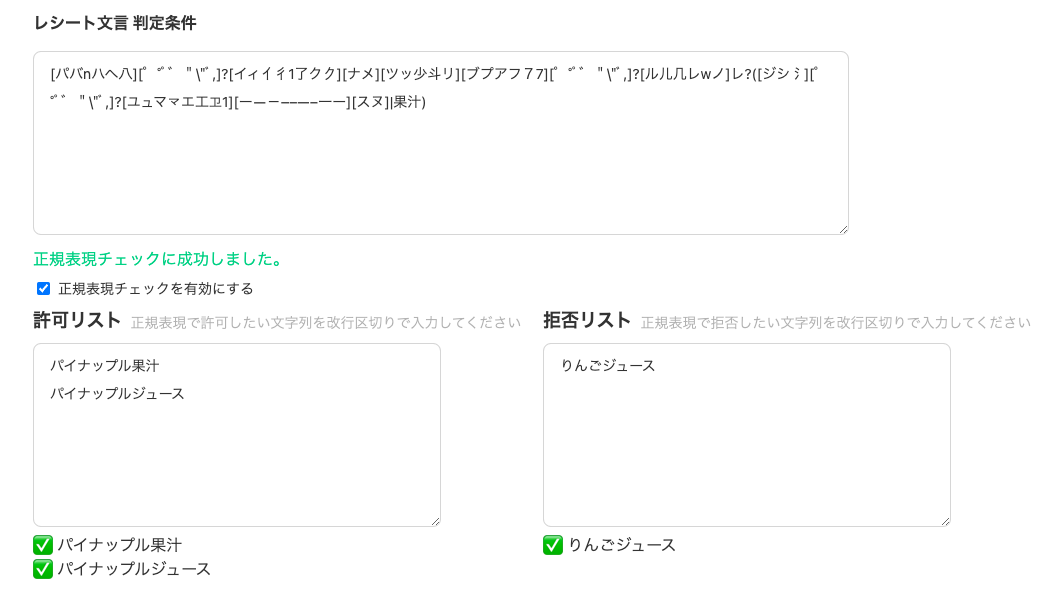 レシート文言 判定条件
[パバnハヘ八][゜ﾟ゛ ＂\"ﾞ,]?[イィイ彳1了クク][ナメ][ツッ少斗リ][ブプアフ７7][゜ﾟ゛ ＂\"ﾞ,]?[ル儿几レwノ]レ?([ジシ氵][゜
ﾟ゛ ＂\"ﾞ,]?[ユュママエ工ヱ1][ー—－–—–一ー][スヌ]|果汁)
正規表現チェックに成功しました。
正規表現チェックを有効にする
許可リスト 正規表現で許可したい文字列を改行区切りで入力してください
拒否リスト 正規表現で拒否したい文字列を改行区切りで入力してください
パイナップル果汁
パイナップルジュース
りんごジュース
パイナップル果汁
パイナップルジュース
りんごジュース